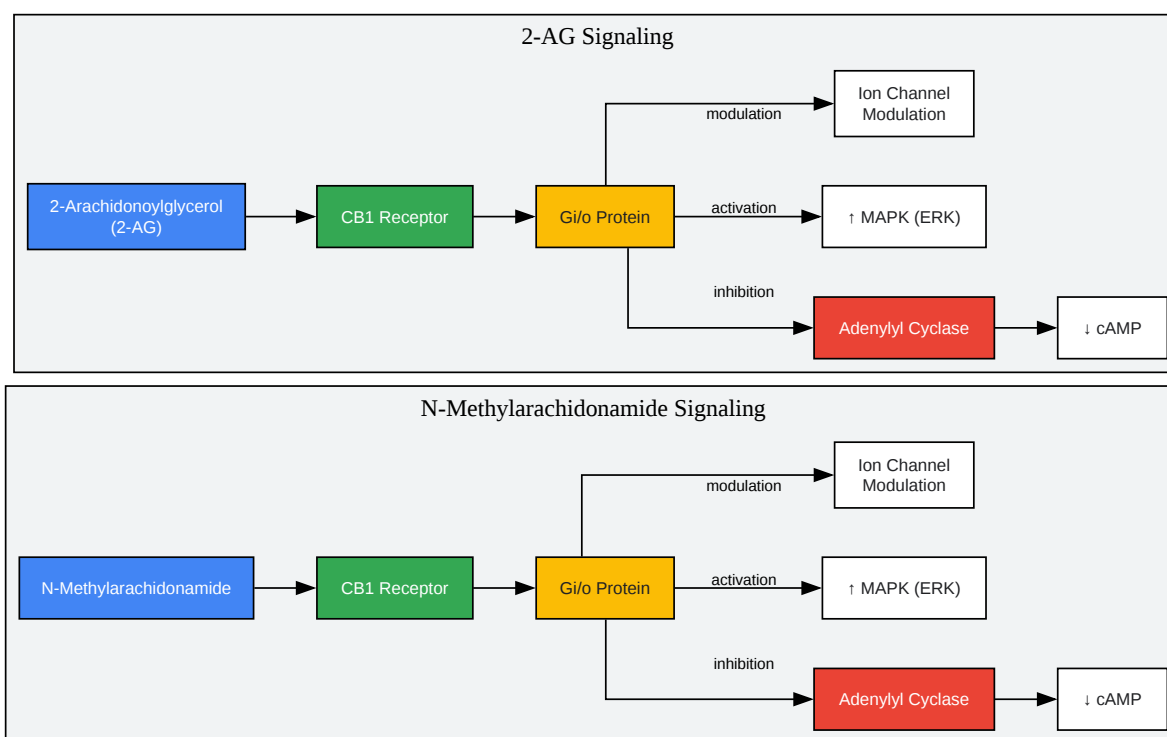 2-AG Signaling
Ion Channel
Modulation
modulation
2-Arachidonoylglycerol
(2-AG)
CB1 Receptor
Gi/o Protein
activation
↑ MAPK (ERK)
inhibition
Adenylyl Cyclase
↓ cAMP
N-Methylarachidonamide Signaling
Ion Channel
Modulation
modulation
N-Methylarachidonamide
CB1 Receptor
Gi/o Protein
activation
↑ MAPK (ERK)
inhibition
Adenylyl Cyclase
↓ cAMP